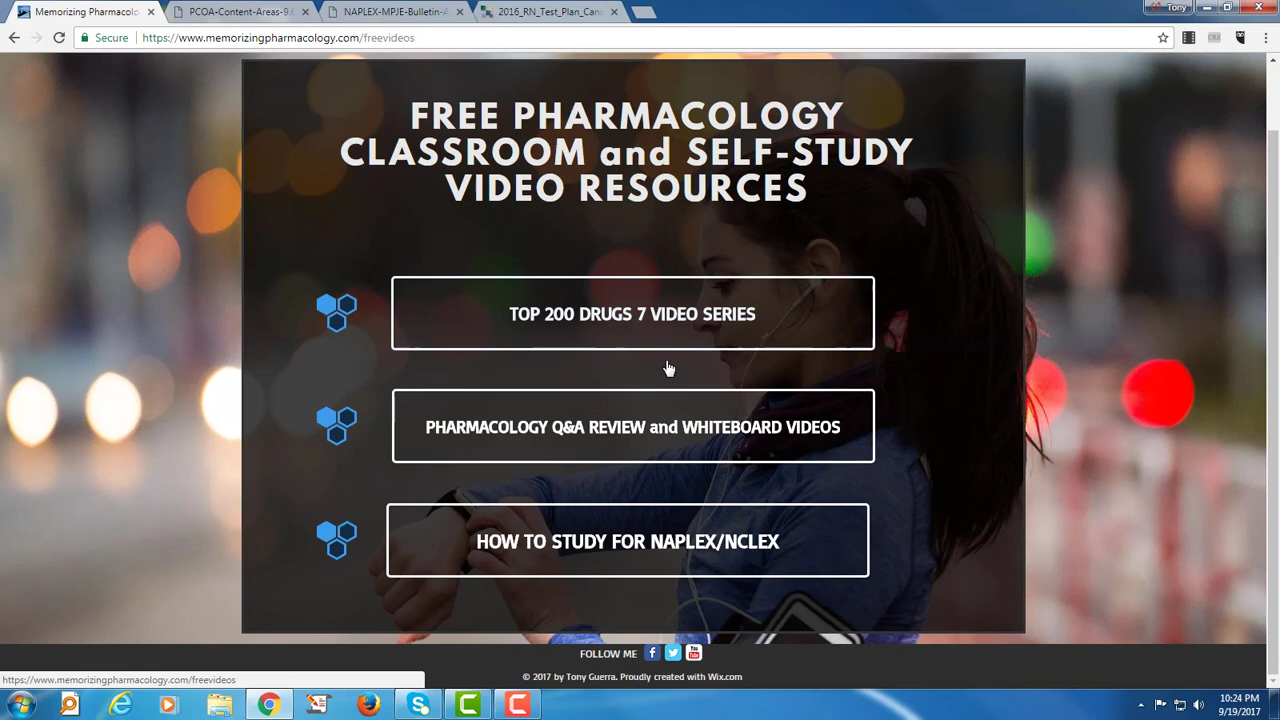 Tony
Memorizing Pharmacolo
PCOA-Content-Areas-9.6
NAPLEX-MPJE-Bulletin-A
2016_RN_Test_Plan_Can
Secure
https://www.memorizingpharmacology.com/freevideos
FREE PHARMACOLOGY
CLASSROOM and SELF-STUDY
VIDEO RESOURCES
TOP 200 DRUGS 7 VIDEO SERIES
PHARMACOLOGY Q&A REVIEW and WHITEBOARD VIDEOS
HOW TO STUDY FOR NAPLEX/NCLEX
FOLLOW ME
© 2017 by Tony Guerra. Proudly created with Wix.com
https://www.memorizingpharmacology.com/freevideos
10:24 PM
9/19/2017